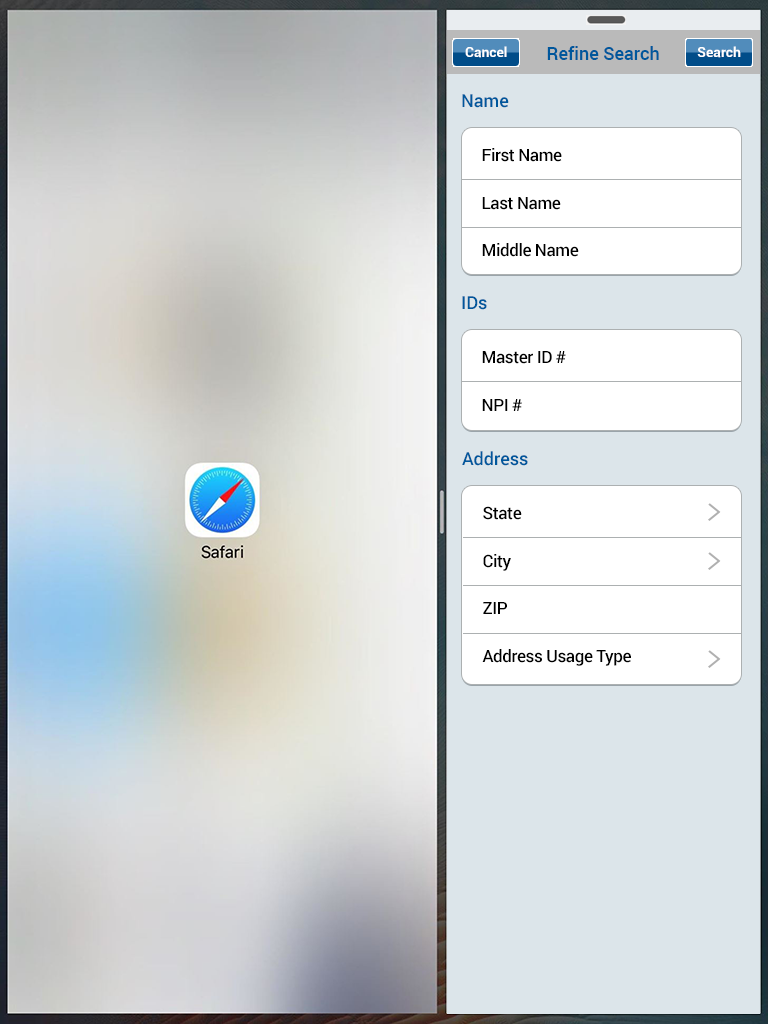 Safari
Cancel
Refine Search
Search
Name
First Name
Last Name
Middle Name
IDs
Master ID #
NPI #
Address
State
City
ZIP
Address Usage Type